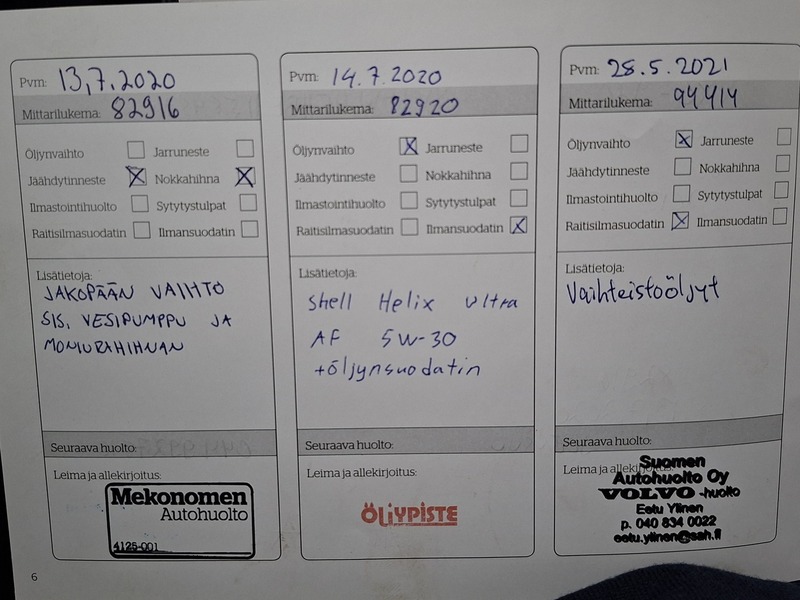 Pvm: 13,7.2020
Mittarilukema: 82916
Öljynvaihto Jarruneste
Jäähdytinneste Nokkahihna
Ilmastointihuolto Sytytystulpat
Raitisilmasuodatin Ilmansuodatin
Lisätietoja:
JAKOPÄÄN VAIHTO
SIS. VESIPUMPPU JA
MONIURAHIHNAN
Seuraava huolto:
Leima ja allekirjoitus:
Mekonomen
Autohuolto
4125-001
Pvm: 14.7.2020
Mittarilukema: 82920
Öljynvaihto Jarruneste
Jäähdytinneste Nokkahihna
Ilmastointihuolto Sytytystulpat
Raitisilmasuodatin Ilmansuodatin
Lisätietoja:
Shell Helix Ultra
AF 5W-30
+öljynsuodatin
Seuraava huolto:
Leima ja allekirjoitus:
ÖLJYPISTE
Pvm: 28.5.2021
Mittarilukema: 94414
Öljynvaihto Jarruneste
Jäähdytinneste Nokkahihna
Ilmastointihuolto Sytytystulpat
Raitisilmasuodatin Ilmansuodatin
Lisätietoja:
Vaihteistoöljyt
Seuraava huolto:
Leima ja allekirjoitus:
Suomen
Autohuolto Oy
VOLVO -huolto
Eetu Ylinen
p. 040 834 0022
eetu.ylinen@sah.fi
6